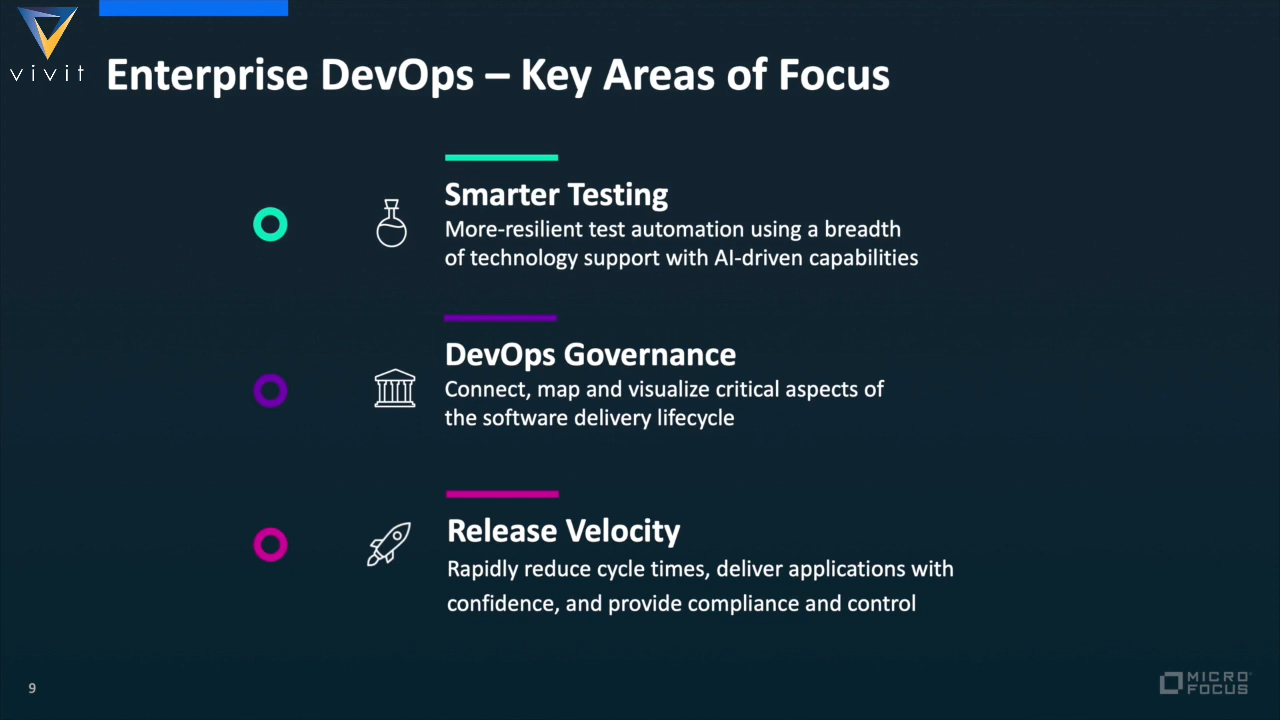 vivit
Enterprise DevOps – Key Areas of Focus
Smarter Testing
More-resilient test automation using a breadth
of technology support with AI-driven capabilities
DevOps Governance
Connect, map and visualize critical aspects of
the software delivery lifecycle
Release Velocity
Rapidly reduce cycle times, deliver applications with
confidence, and provide compliance and control
9
MICRO
FOCUS